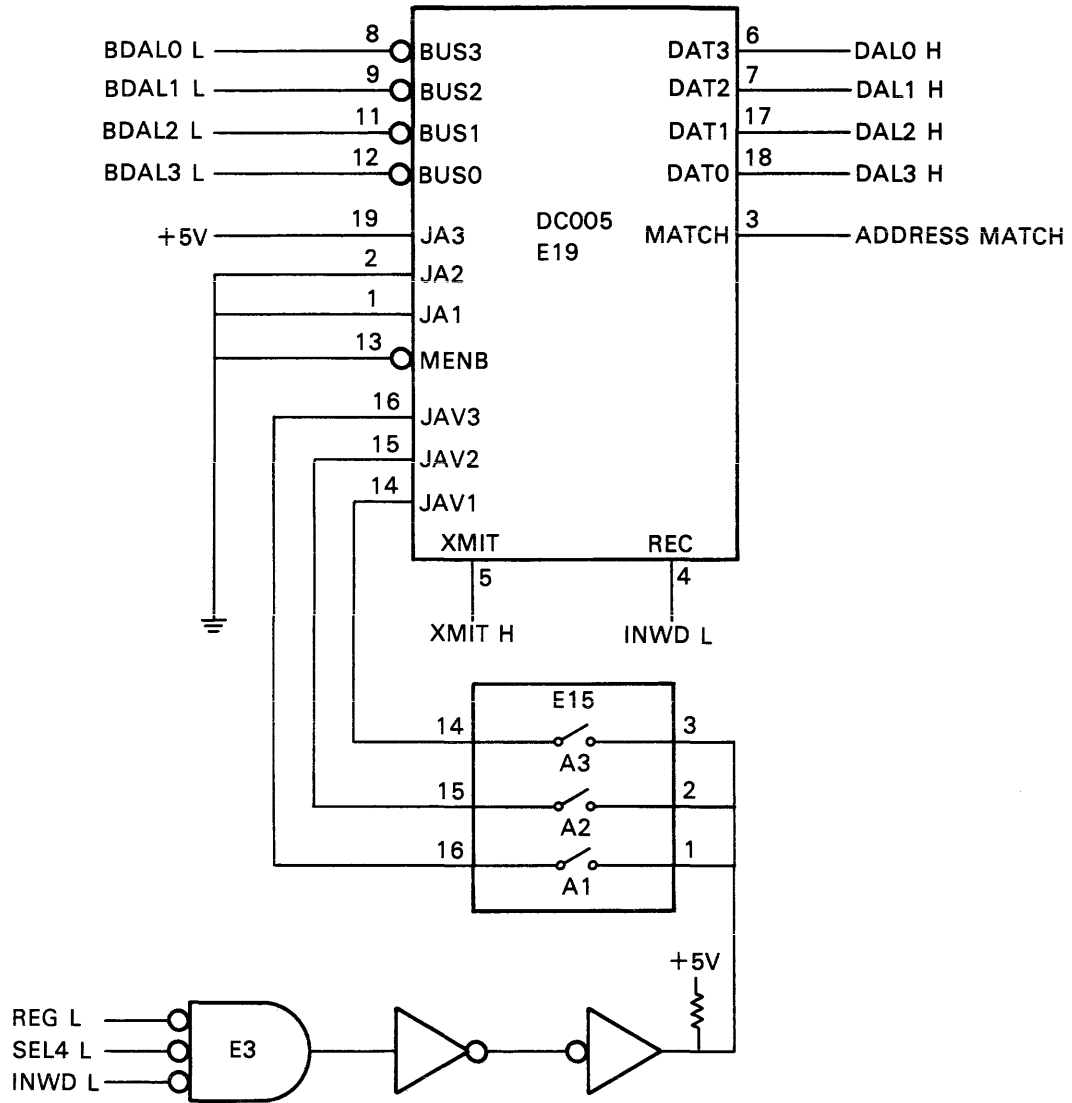 BDAL0 L 8 BUS3 DAT3 6 DAL0 H
BDAL1 L 9 BUS2 DAT2 7 DAL1 H
BDAL2 L 11 BUS1 DAT1 17 DAL2 H
BDAL3 L 12 BUS0 DAT0 18 DAL3 H
+5V 19 JA3 DC005 MATCH 3 ADDRESS MATCH
E19
2 JA2
1 JA1
13 MENB
16 JAV3
15 JAV2
14 JAV1
XMIT REC
5 4
XMIT H INWD L
E15
14 3
A3
15 2
A2
16 1
A1
+5V
REG L
SEL4 L E3
INWD L